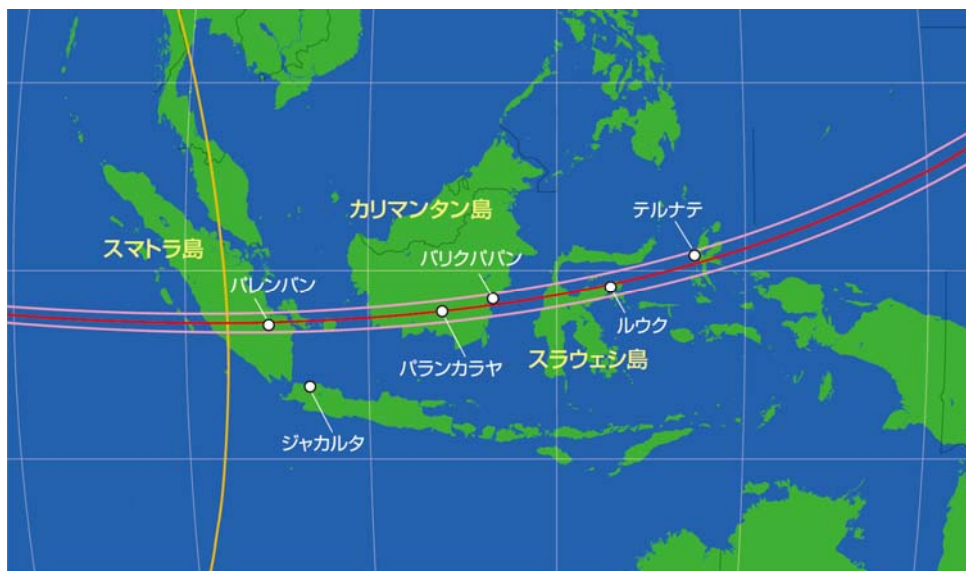 カリマンタン島
テルナテ
スマトラ島
バリクパパン
パレンバン
ルウク
パランカラヤ
スラウェシ島
ジャカルタ